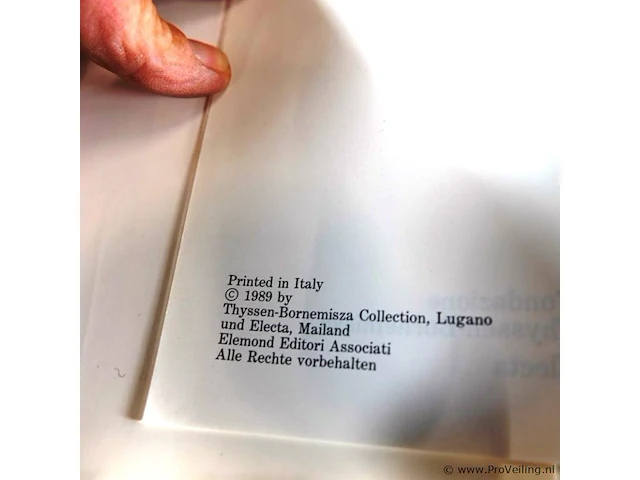 Printed in Italy
© 1989 by
Thyssen-Bornemisza Collection, Lugano
und Electa, Mailand
Elemond Editori Associati
Alle Rechte vorbehalten
© www.ProVeiling.nl